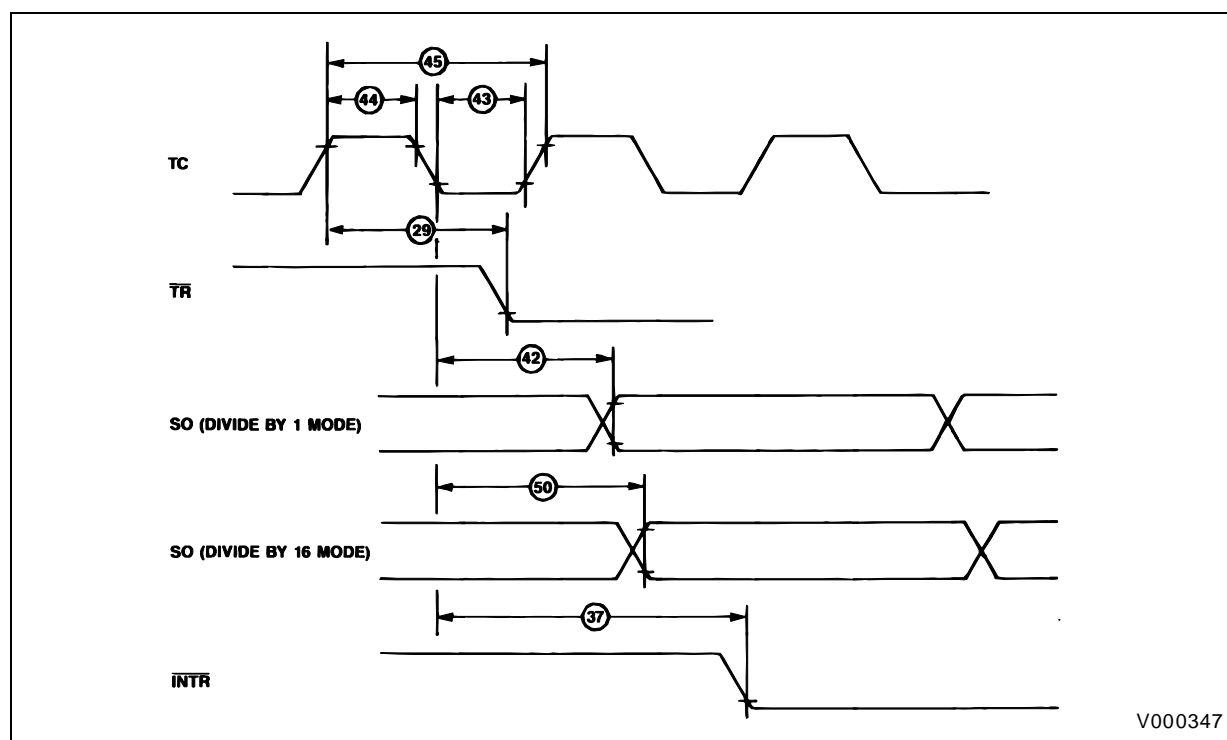 45
44 43
TC
29
TR
42
SO (DIVIDE BY 1 MODE)
50
SO (DIVIDE BY 16 MODE)
37
INTR
V000347